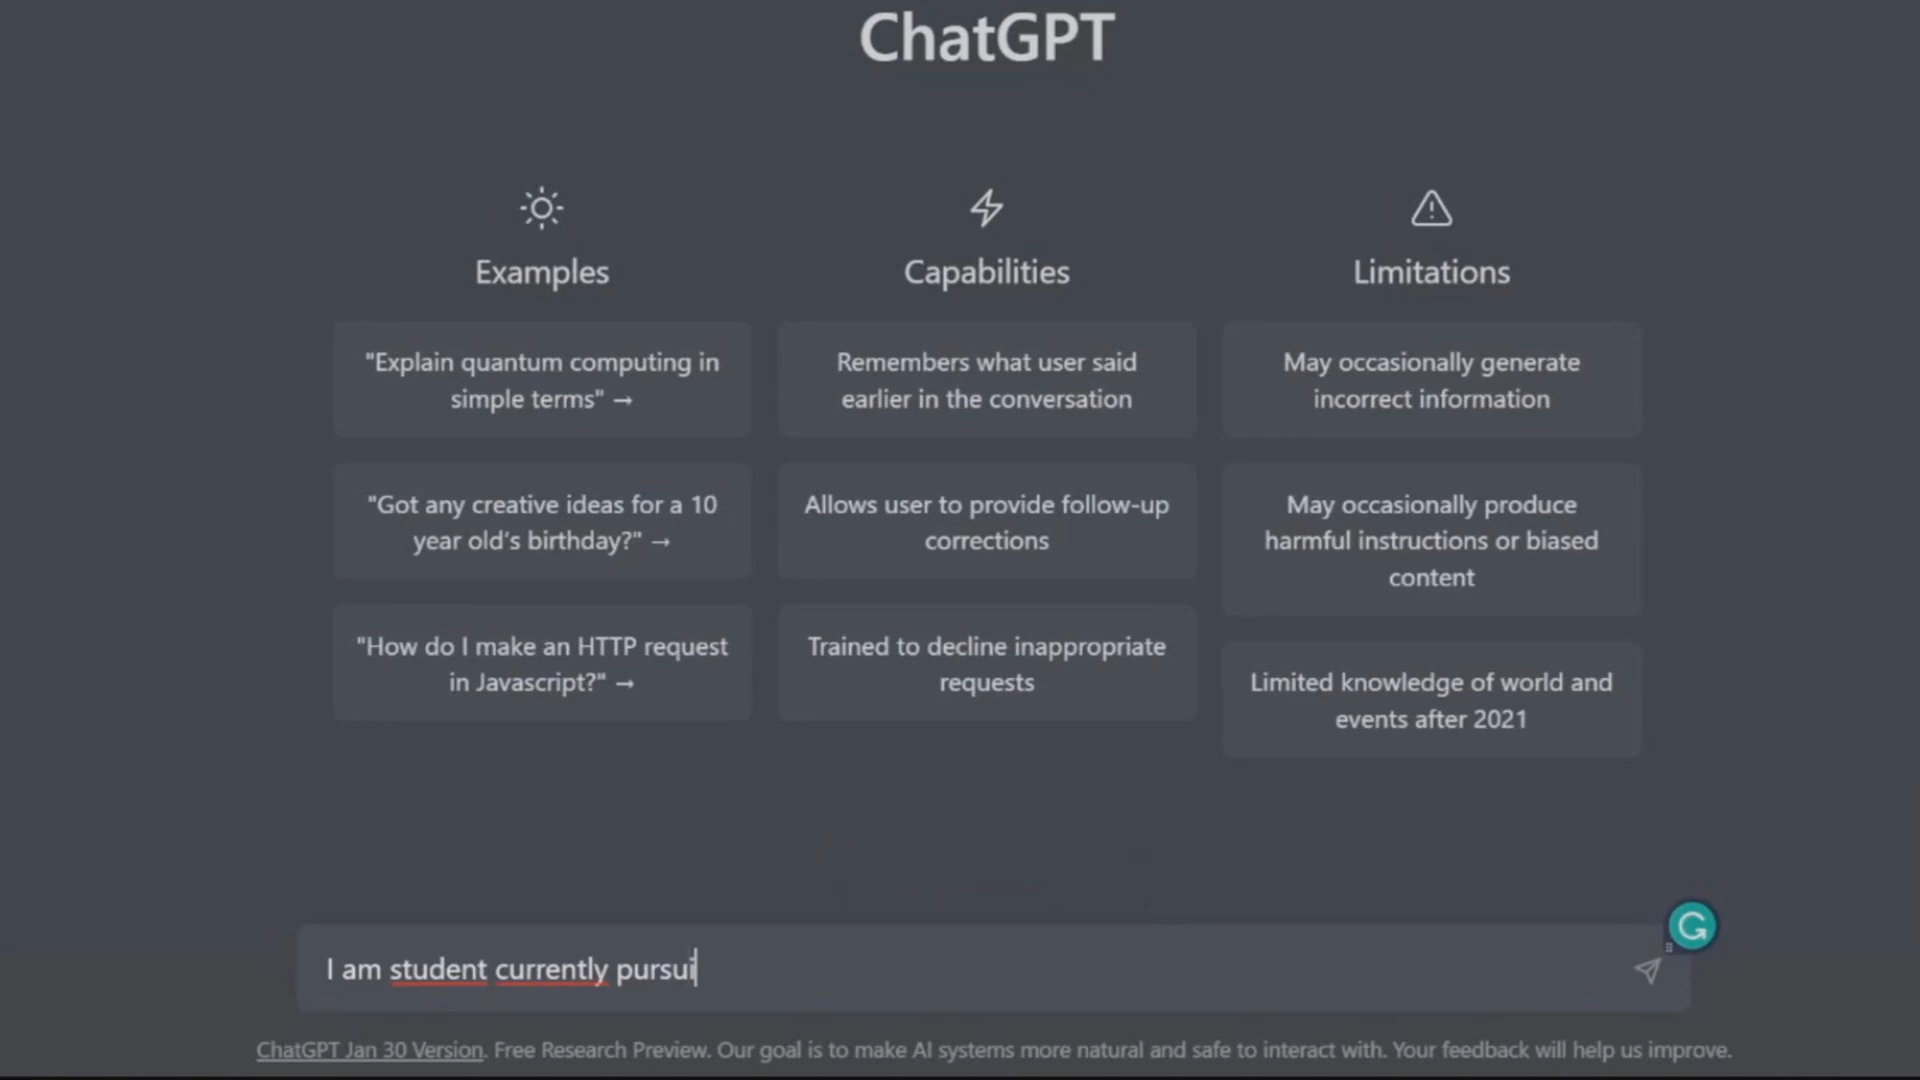 ChatGPT
Examples
"Explain quantum computing in
simple terms" →
"Got any creative ideas for a 10
year old's birthday?" →
"How do I make an HTTP request
in Javascript?" →
Capabilities
Remembers what user said
earlier in the conversation
Allows user to provide follow-up
corrections
Trained to decline inappropriate
requests
Limitations
May occasionally generate
incorrect information
May occasionally produce
harmful instructions or biased
content
Limited knowledge of world and
events after 2021
I am student currently pursui
ChatGPT Jan 30 Version. Free Research Preview. Our goal is to make AI systems more natural and safe to interact with. Your feedback will help us improve.